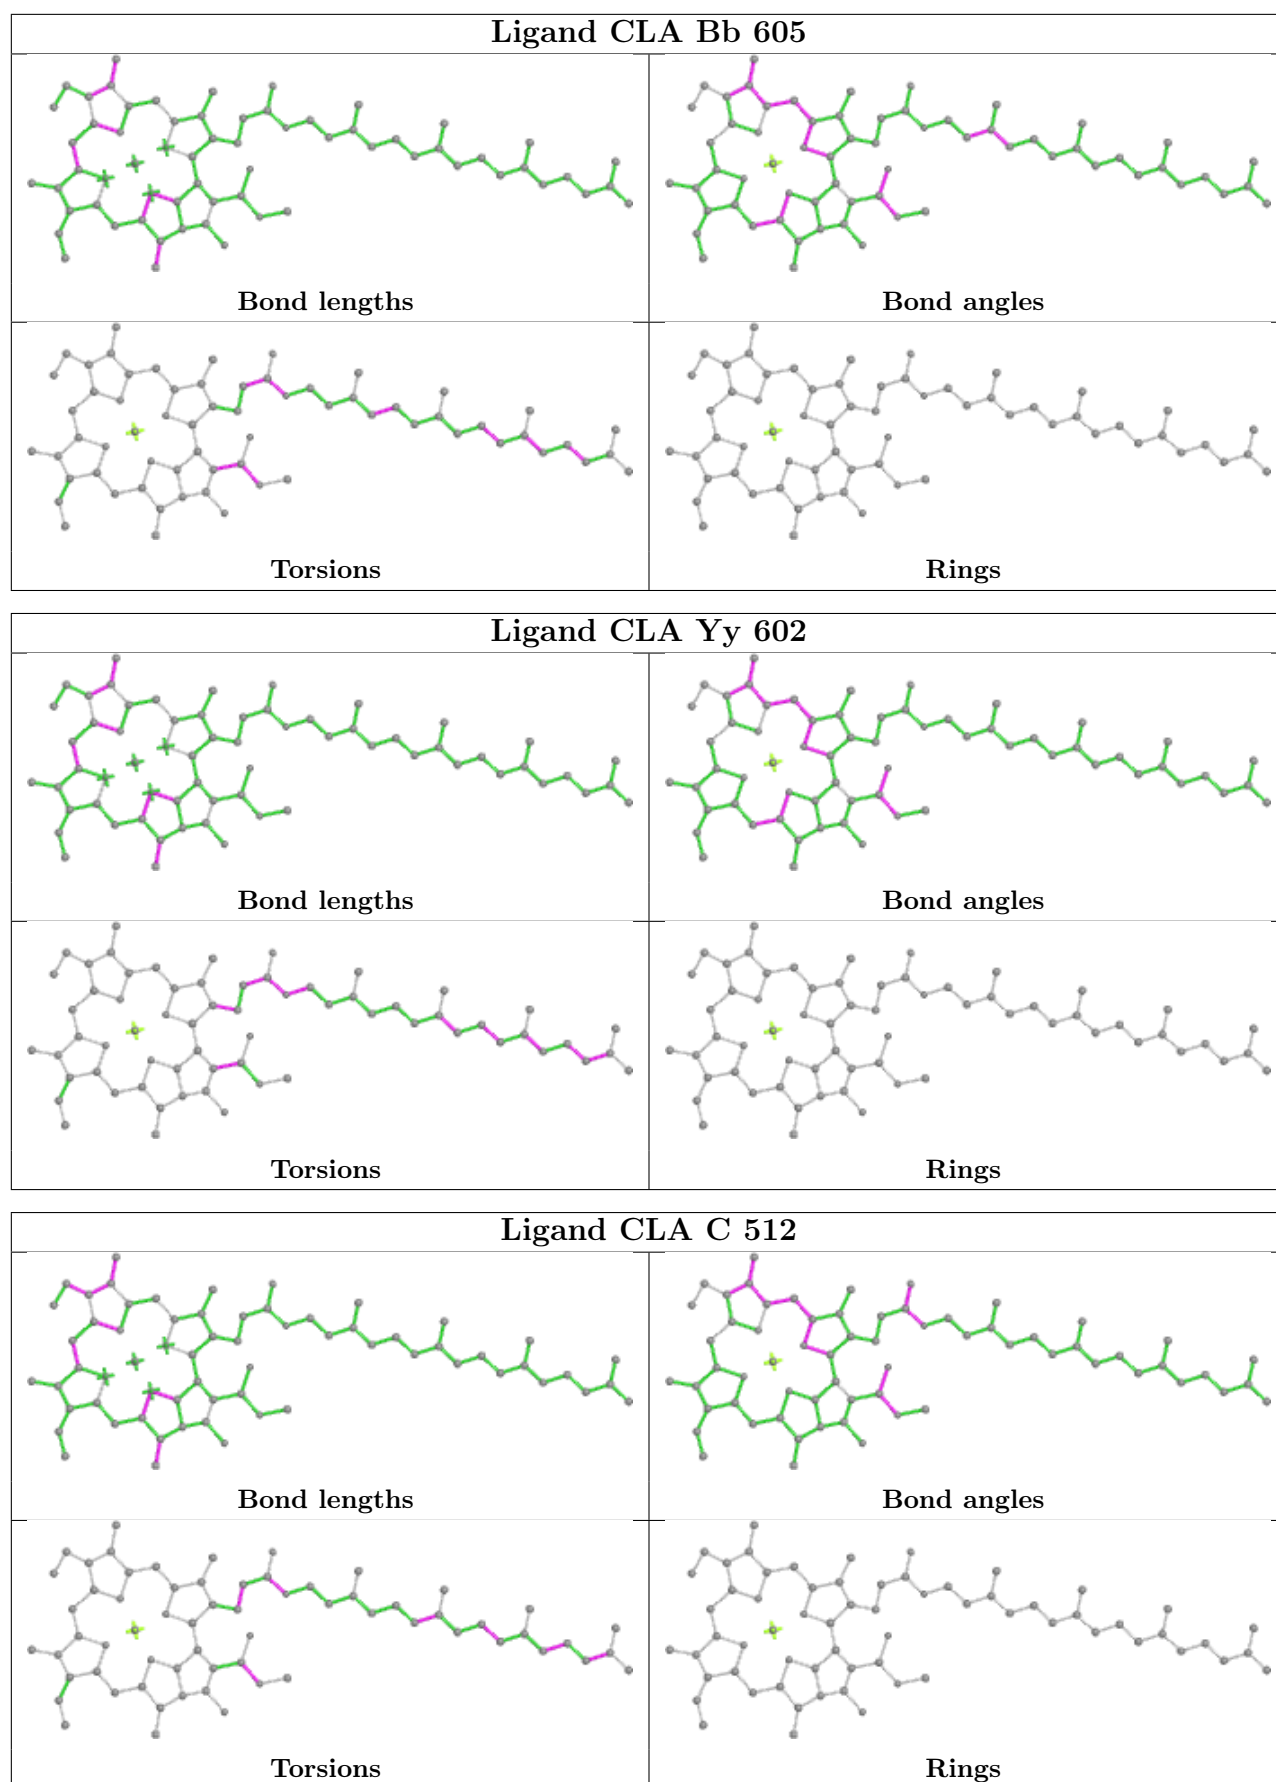 Ligand CLA Bb 605
Bond lengths
Bond angles
Torsions
Rings
Ligand CLA Yy 602
Bond lengths
Bond angles
Torsions
Rings
Ligand CLA C 512
Bond lengths
Bond angles
Torsions
Rings